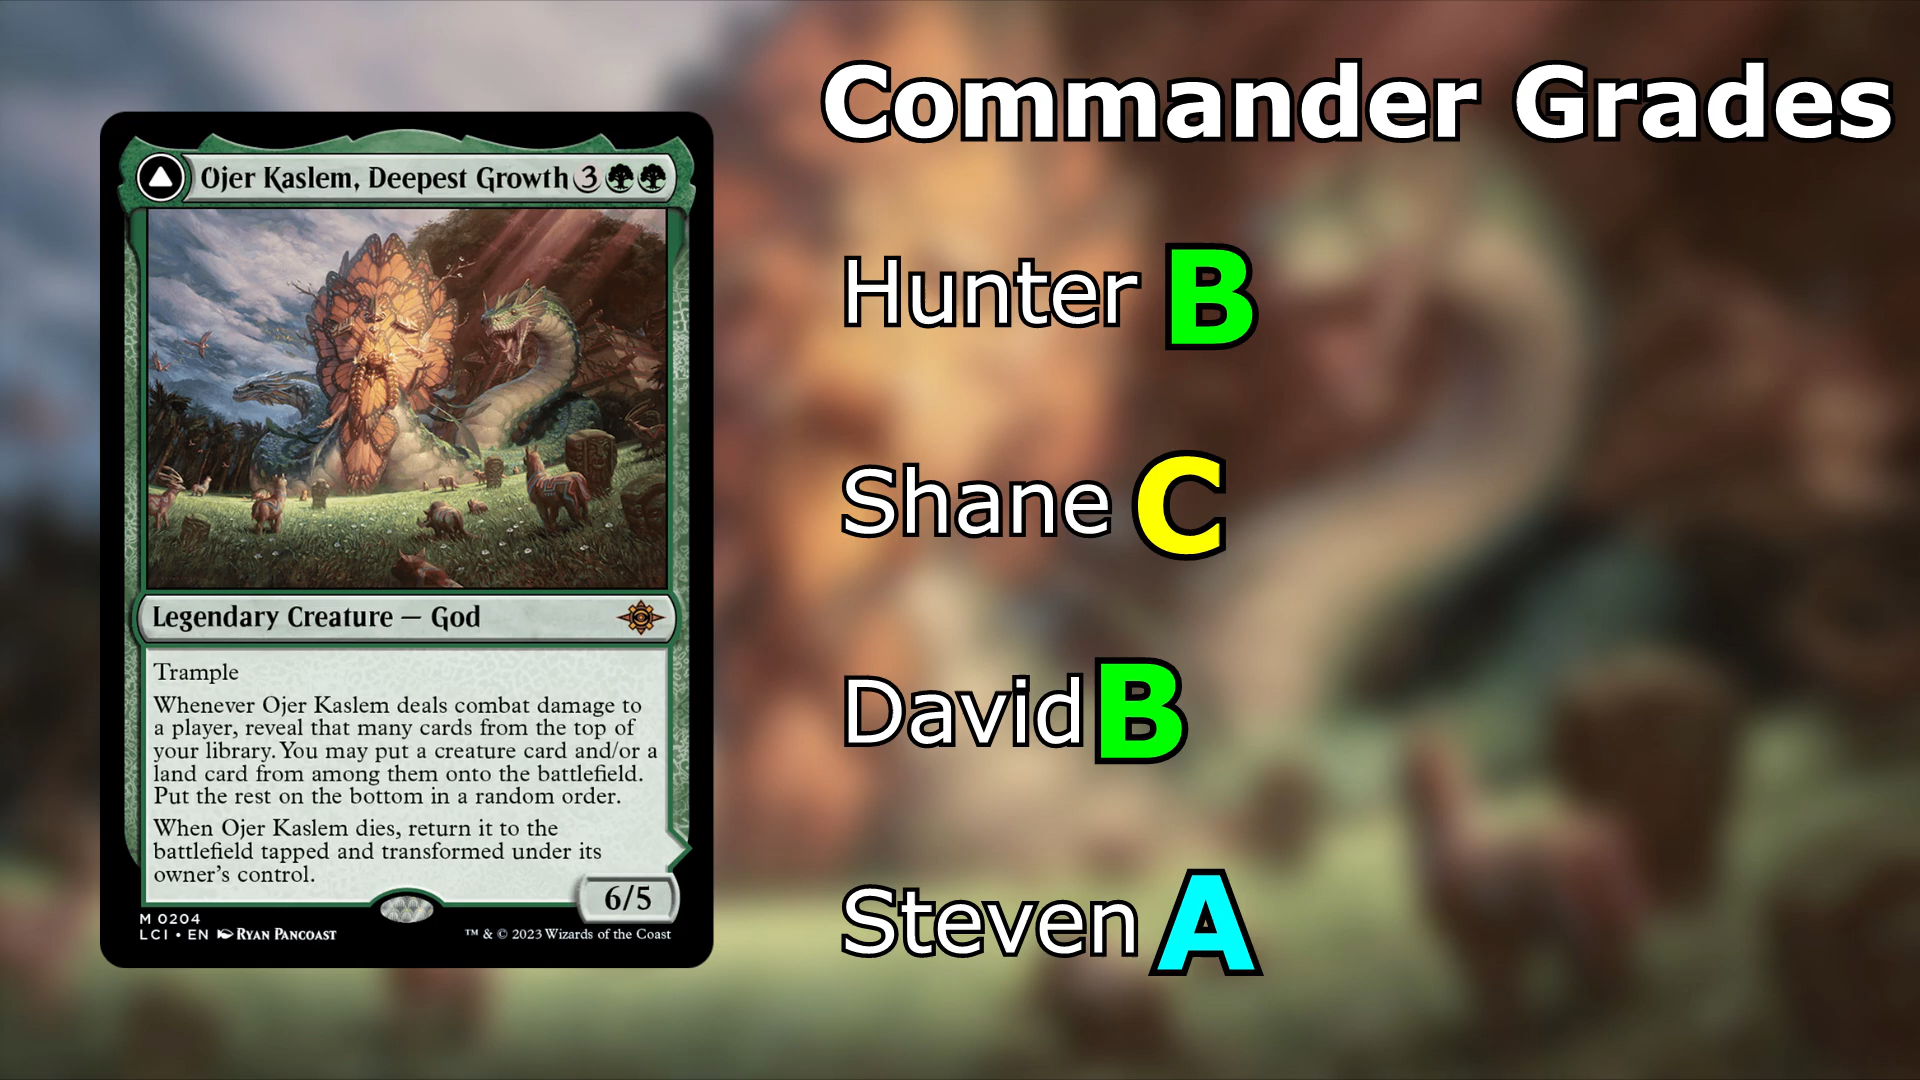 Commander Grades
Ojer Kaslem, Deepest Growth 3
Legendary Creature — God
Trample
Whenever Ojer Kaslem deals combat damage to
a player, reveal that many cards from the top of
your library. You may put a creature card and/or a
land card from among them onto the battlefield.
Put the rest on the bottom in a random order.
When Ojer Kaslem dies, return it to the
battlefield tapped and transformed under its
owner's control.
6/5
M 0204
LCI • EN Ryan Pancoast
™ & © 2023 Wizards of the Coast
Hunter B
Shane C
David B
Steven A